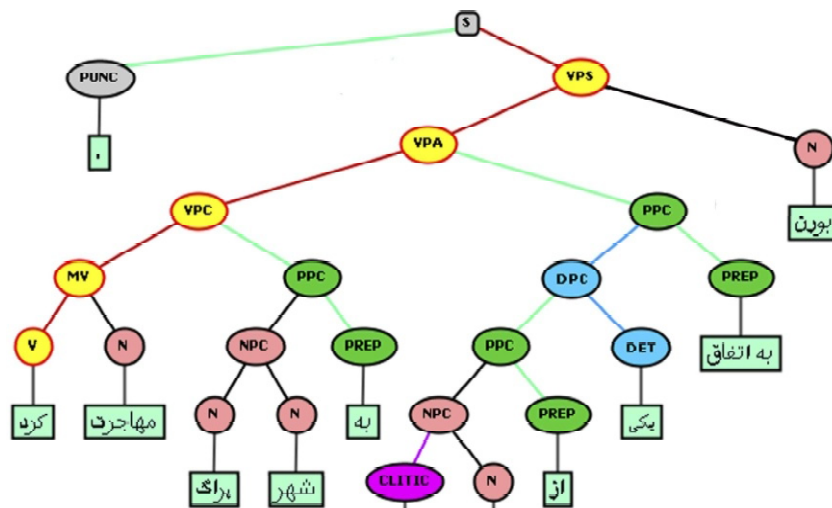 S
PUNC
VPS
.
VPA
N
VPC
PPC
بورن
MV
PPC
DPC
PREP
V
N
NPC
PREP
PPC
DET
به اتفاق
کرد
مهاجرت
N
N
به
NPC
PREP
یکی
پراگ
شهر
CLITIC
N
از